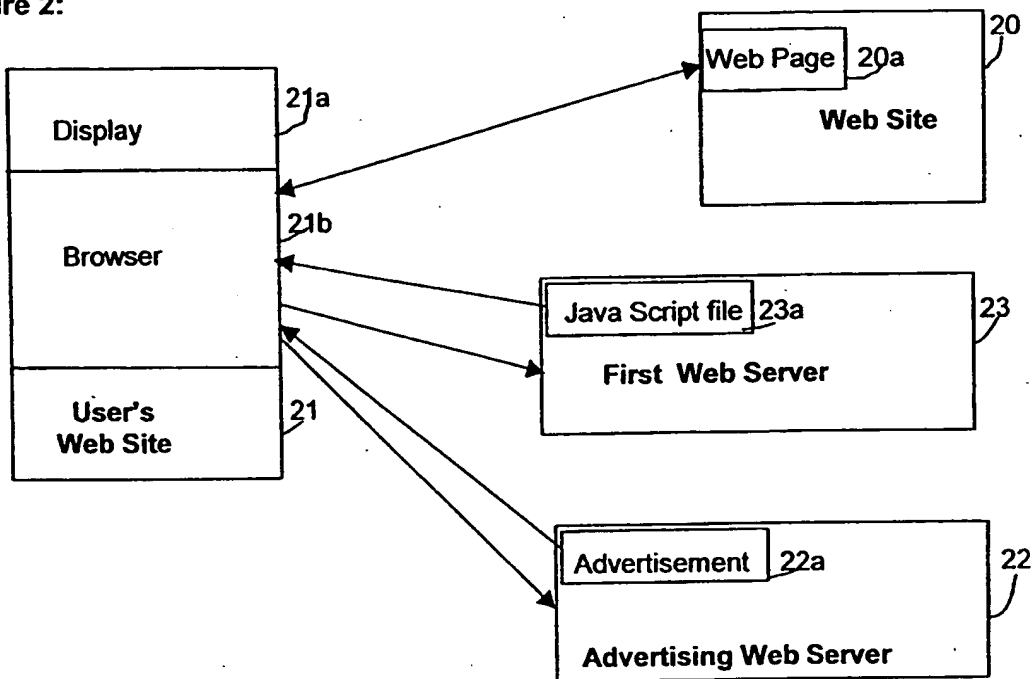 re 2:
20
Web Page 20a
Web Site
21a
Display
21b
Browser
Java Script file 23a
23
First Web Server
User's
Web Site
21
Advertisement 22a
22
Advertising Web Server